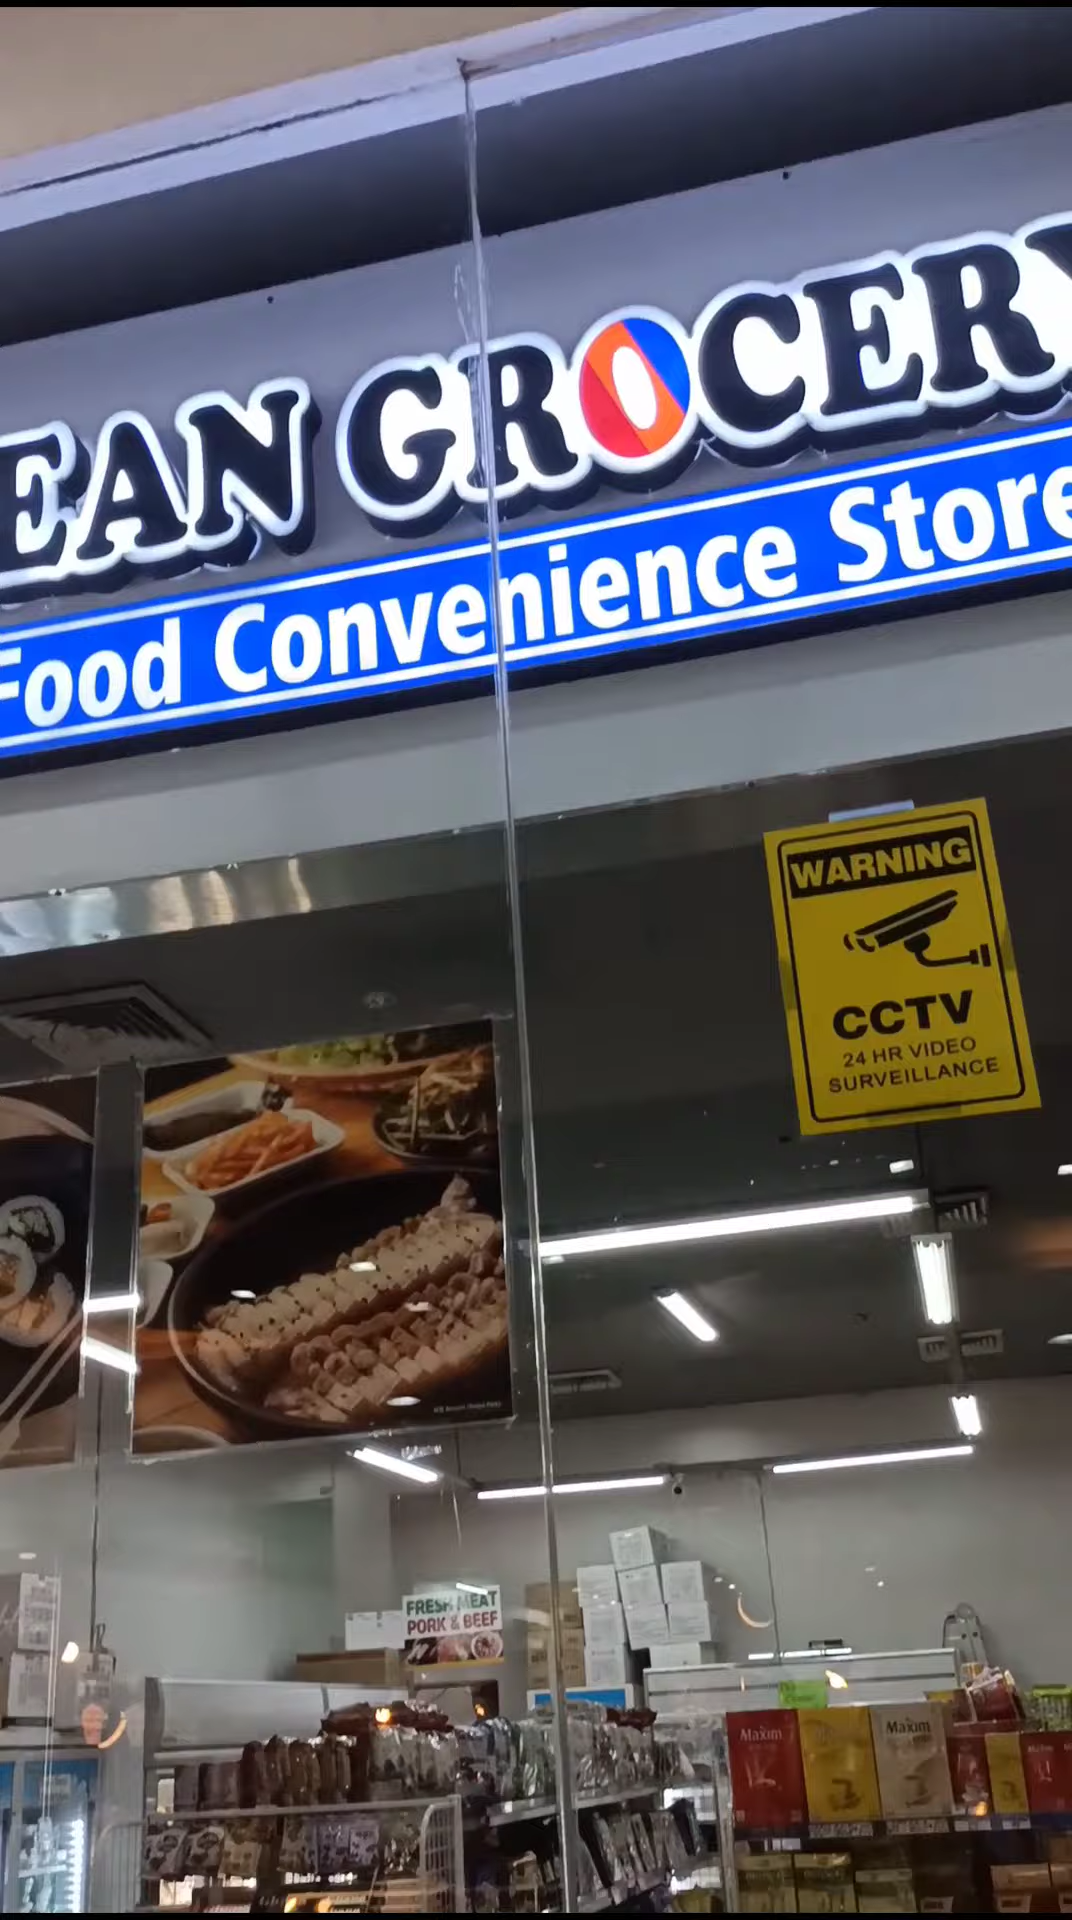 EAN GROCERY
Food Convenience Store
WARNING
CCTV
24 HR VIDEO
SURVEILLANCE
FRESH MEAT
PORK & BEEF
Maxim
Maxim